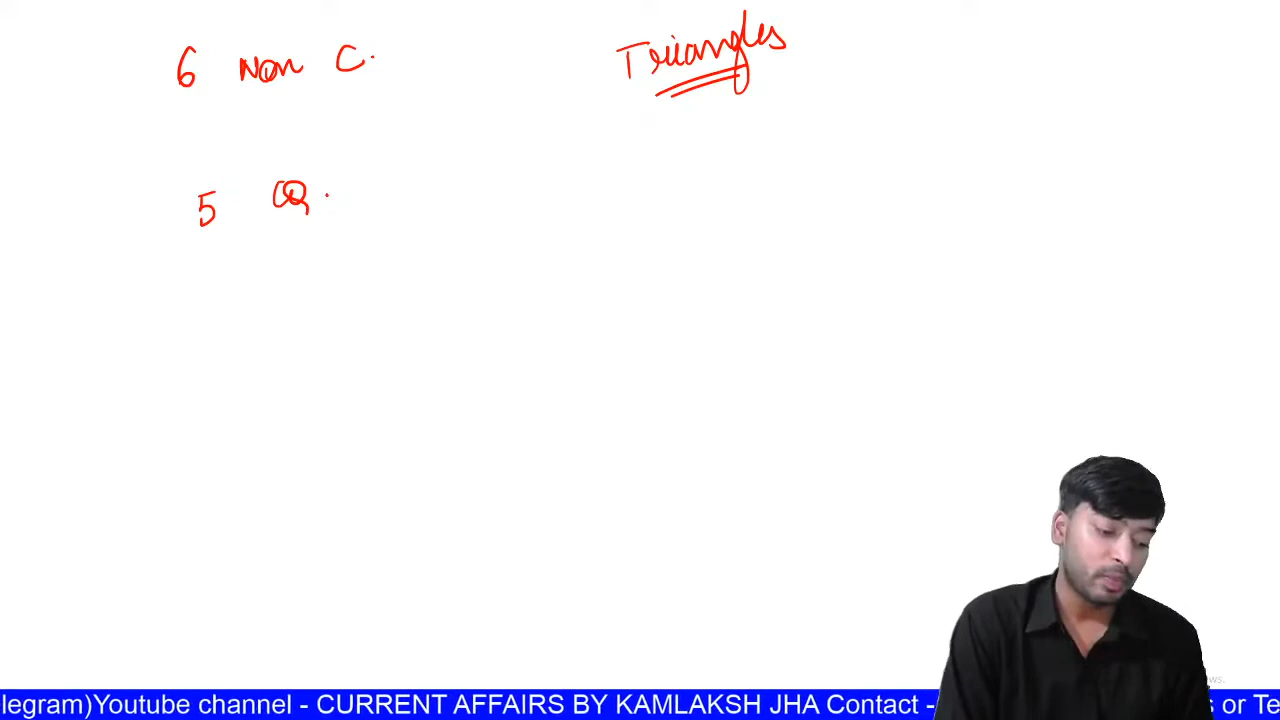 6 Non C. Triangles
5
legram)Youtube channel - CURRENT AFFAIRS BY KAMLAKSH JHA Contact - s or Te